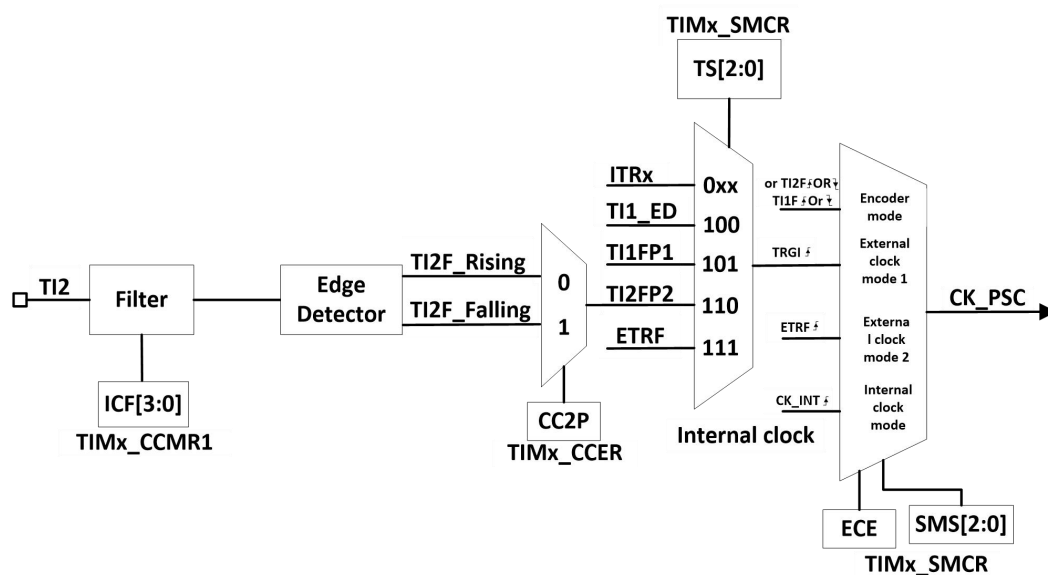 TIMx_SMCR
TS[2:0]
ITRx
0xx
TI1_ED
100
TI1FP1
101
TI2FP2
110
ETRF
111
TI2
Filter
ICF[3:0]
TIMx_CCMR1
Edge
Detector
TI2F_Rising
TI2F_Falling
0
1
CC2P
TIMx_CCER
or TI2F OR
TI1F Or
Encoder
mode
TRGI
External
clock
mode 1
ETRF
Externa
l clock
mode 2
CK_INT
Internal
clock
mode
Internal clock
CK_PSC
ECE
SMS[2:0]
TIMx_SMCR